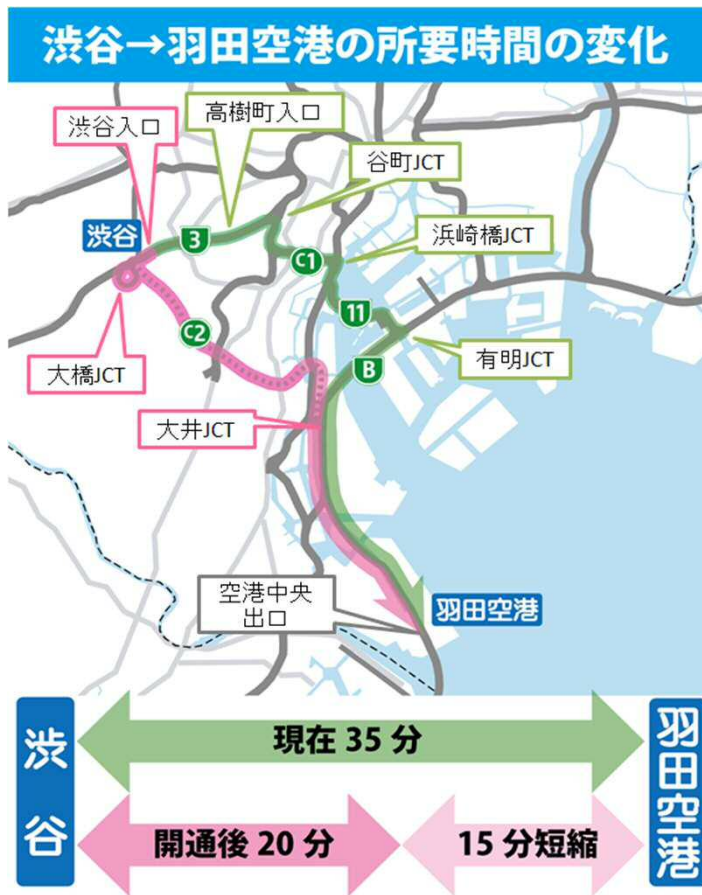 渋谷→羽田空港の所要時間の変化
高樹町入口
渋谷入口
谷町JCT
渋谷
3
浜崎橋JCT
C1
11
C2
大橋JCT
B
有明JCT
大井JCT
空港中央
出口
羽田空港
渋谷
現在 35 分
羽田空港
開通後 20 分
15 分短縮